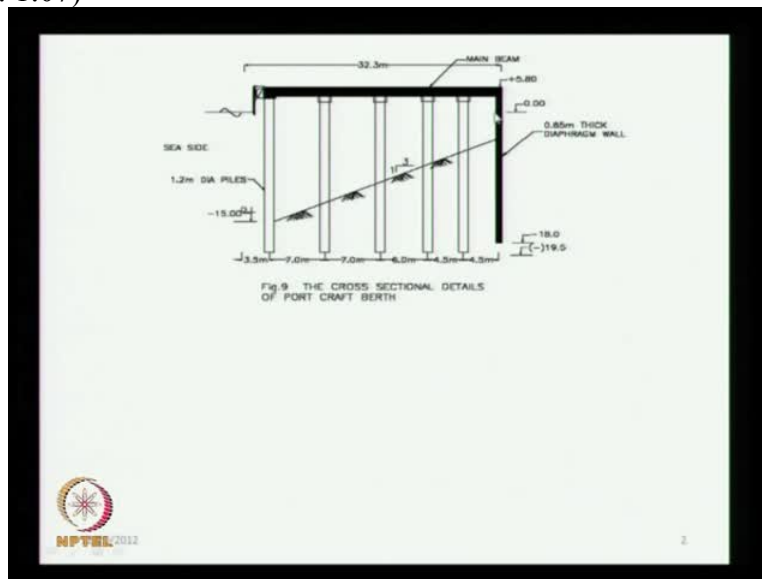 32.3m
MAIN BEAM
+5.80
0.00
0.65m THICK
DIAPHRAGM WALL
SEA SIDE
1.2m DIA PILES
1 3
-15.00
-18.0
(-)19.5
3.5m 7.0m 7.0m 6.0m 4.5m 4.5m
Fig.9 THE CROSS SECTIONAL DETAILS
OF PORT CRAFT BERTH
NPTEL
2012
2